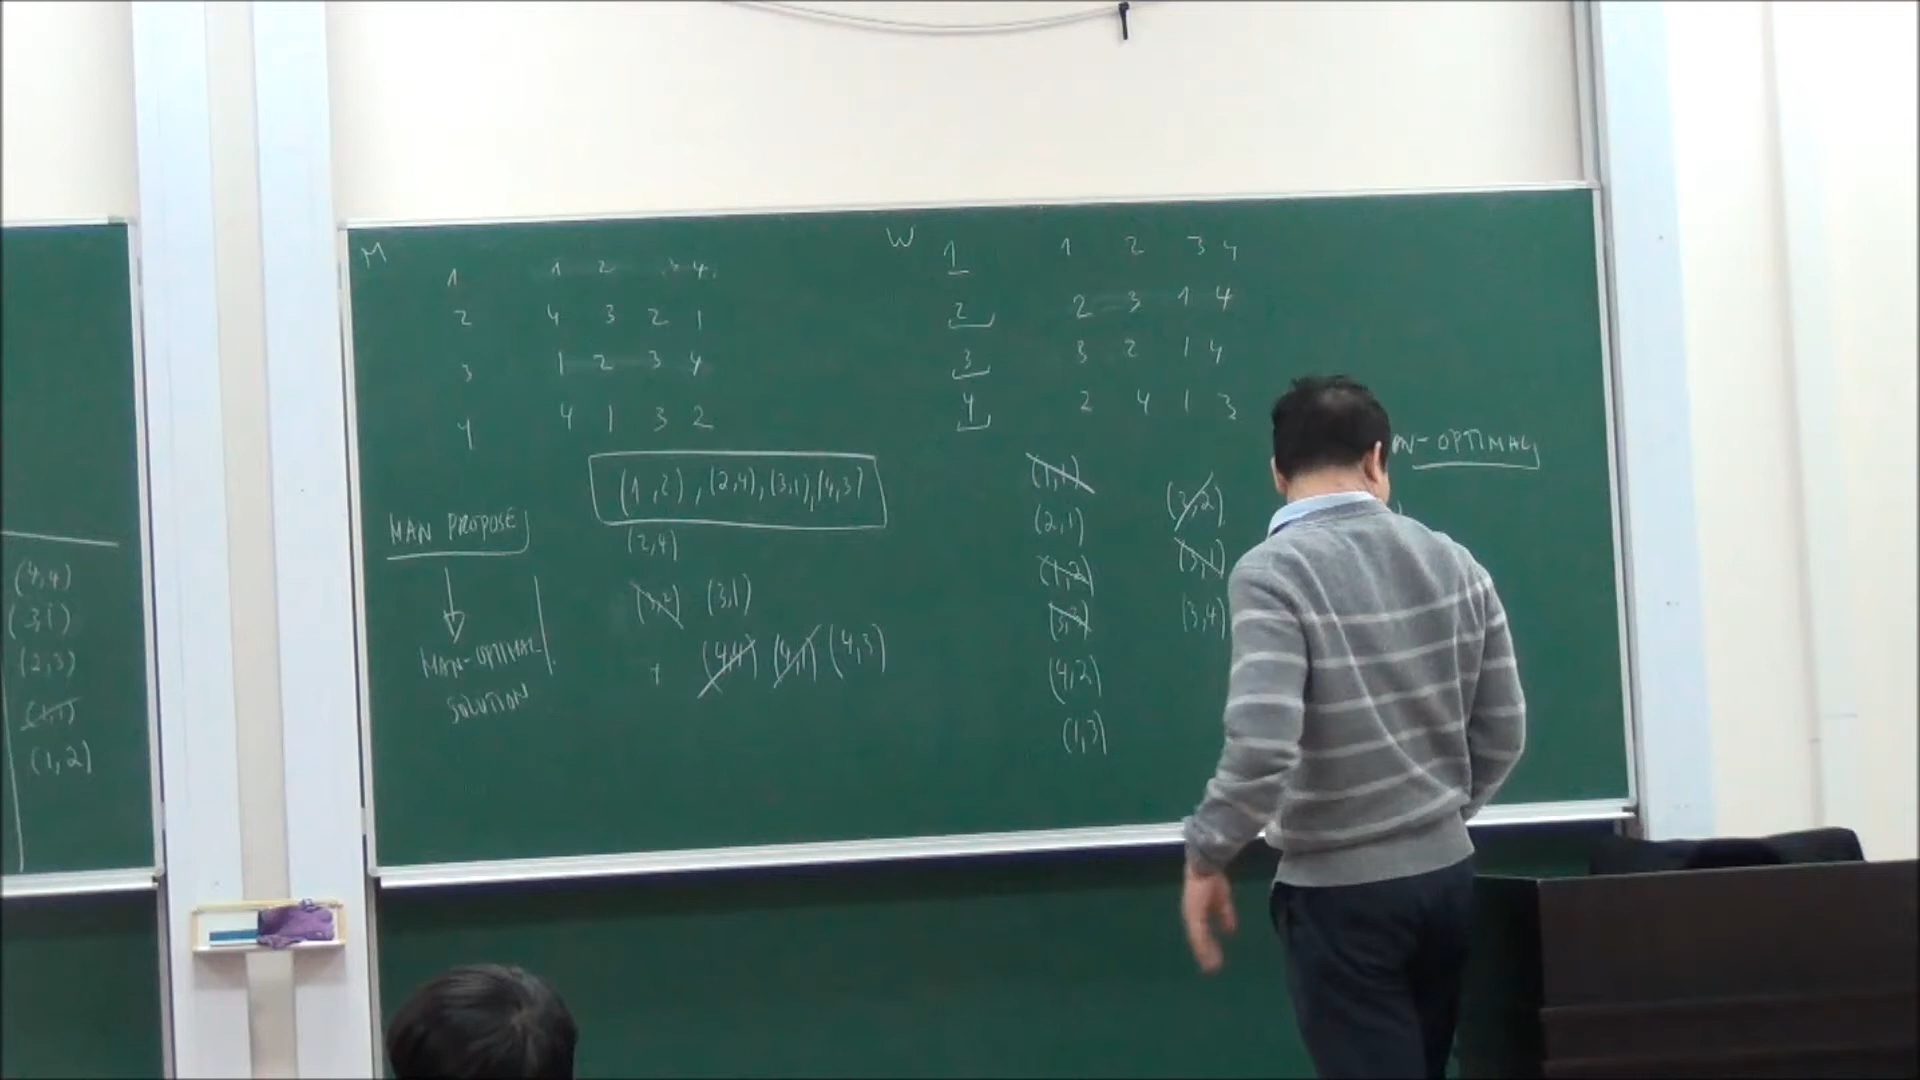 M
1 1 2 3 4
2 4 3 2 1
3 1 2 3 4
4 4 1 3 2
W
1 1 2 3 4
2 2 3 1 4
3 3 2 1 4
4 2 4 1 3
(1,2), (2,4), (3,1), (4,3)
MAN PROPOSE
(2,4)
(3,2) (3,1)
(4,4) (4,1) (4,3)
MAN-OPTIMAL
SOLUTION
(1,1)
(2,1)
(1,2)
(4,2)
(1,3)
(3,2)
(3,1)
(3,4)
N-OPTIMAL
(4,4)
(3,1)
(2,3)
(1,1)
(1,2)